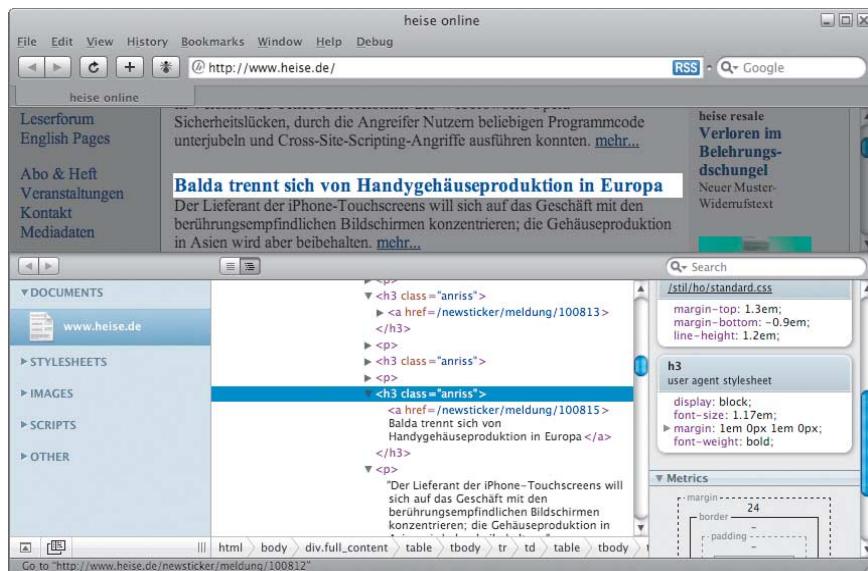 heise online
File Edit View History Bookmarks Window Help Debug
http://www.heise.de/
RSS
Google
heise online
Leserforum
English Pages
Abo & Heft
Veranstaltungen
Kontakt
Mediadaten
Sicherheitslücken, durch die Angreifer Nutzern beliebigen Programmcode
unterjubeln und Cross-Site-Scripting-Angriffe ausführen konnten. mehr...
Balda trennt sich von Handygehäuseproduktion in Europa
Der Lieferant der iPhone-Touchscreens will sich auf das Geschäft mit den
berührungsempfindlichen Bildschirmen konzentrieren; die Gehäuseproduktion
in Asien wird aber beibehalten. mehr...
heise resale
Verloren im
Belehrungs-
dschungel
Neuer Muster-
Widerrufstext
Search
DOCUMENTS
www.heise.de
STYLESHEETS
IMAGES
SCRIPTS
OTHER
<p>
<h3 class="anriss">
<a href=/newsticker/meldung/100813>
</h3>
<p>
<h3 class="anriss">
<p>
<h3 class="anriss">
<a href=/newsticker/meldung/100815>
Balda trennt sich von
Handygehäuseproduktion in Europa</a>
</h3>
<p>
"Der Lieferant der iPhone-Touchscreens will
sich auf das Geschäft mit den
berührungsempfindlichen Bildschirmen
konzentrieren; die Gehäuseproduktion in
/stil/ho/standard.css
margin-top: 1.3em;
margin-bottom: -0.9em;
line-height: 1.2em;
h3
user agent stylesheet
display: block;
font-size: 1.17em;
margin: 1em 0px 1em 0px;
font-weight: bold;
Metrics
margin
24
border
-
padding
-
html body div.full_content table tbody tr td table tbody
Go to "http://www.heise.de/newsticker/meldung/100812"